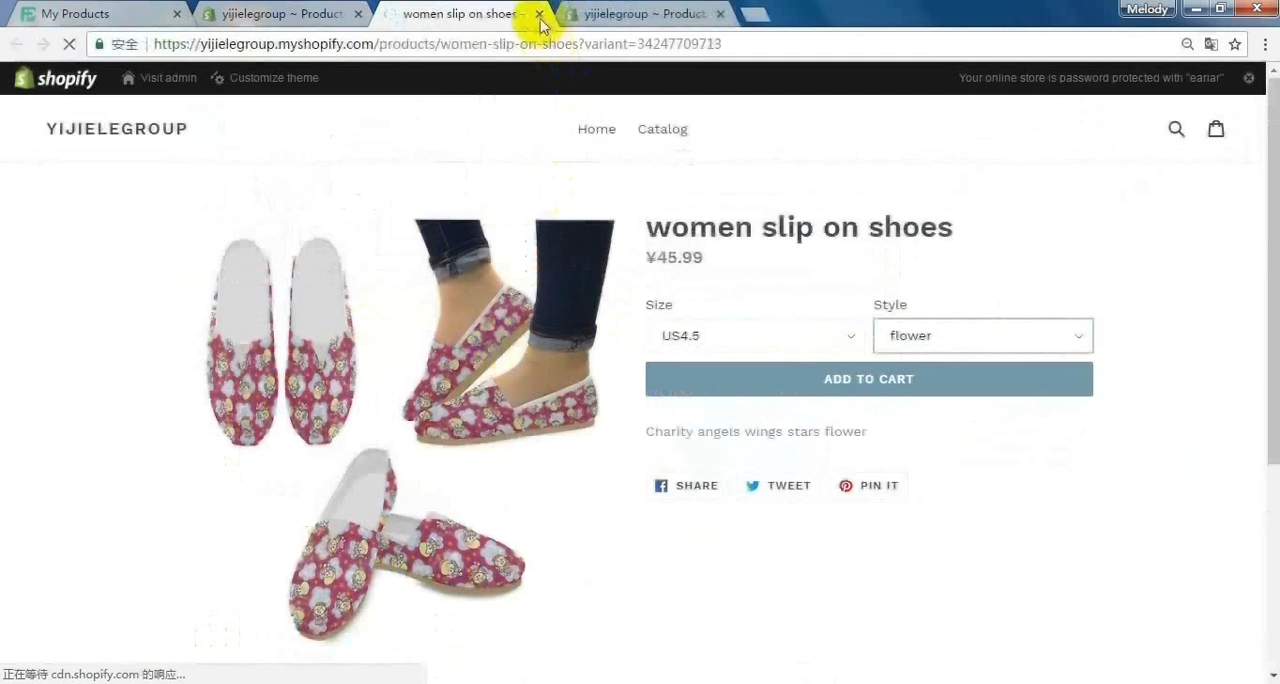 My Products
yijielegroup ~ Product
women slip on shoes
yijielegroup ~ Product
Melody
安全
https://yijielegroup.myshopify.com/products/women-slip-on-shoes?variant=34247709713
shopify
Visit admin
Customize theme
Your online store is password protected with "eariar"
YIJIELEGROUP
Home
Catalog
women slip on shoes
¥45.99
Size
Style
US4.5
flower
ADD TO CART
Charity angels wings stars flower
SHARE
TWEET
PIN IT
正在等待 cdn.shopify.com 的响应...